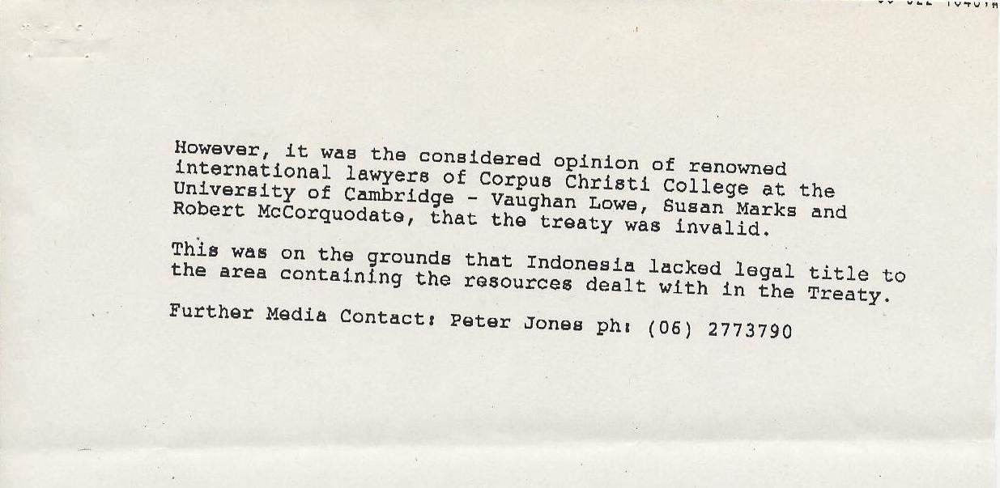 However, it was the considered opinion of renowned
international lawyers of Corpus Christi College at the
University of Cambridge - Vaughan Lowe, Susan Marks and
Robert McCorquodate, that the treaty was invalid.
This was on the grounds that Indonesia lacked legal title to
the area containing the resources dealt with in the Treaty.
Further Media Contact: Peter Jones ph: (06) 2773790